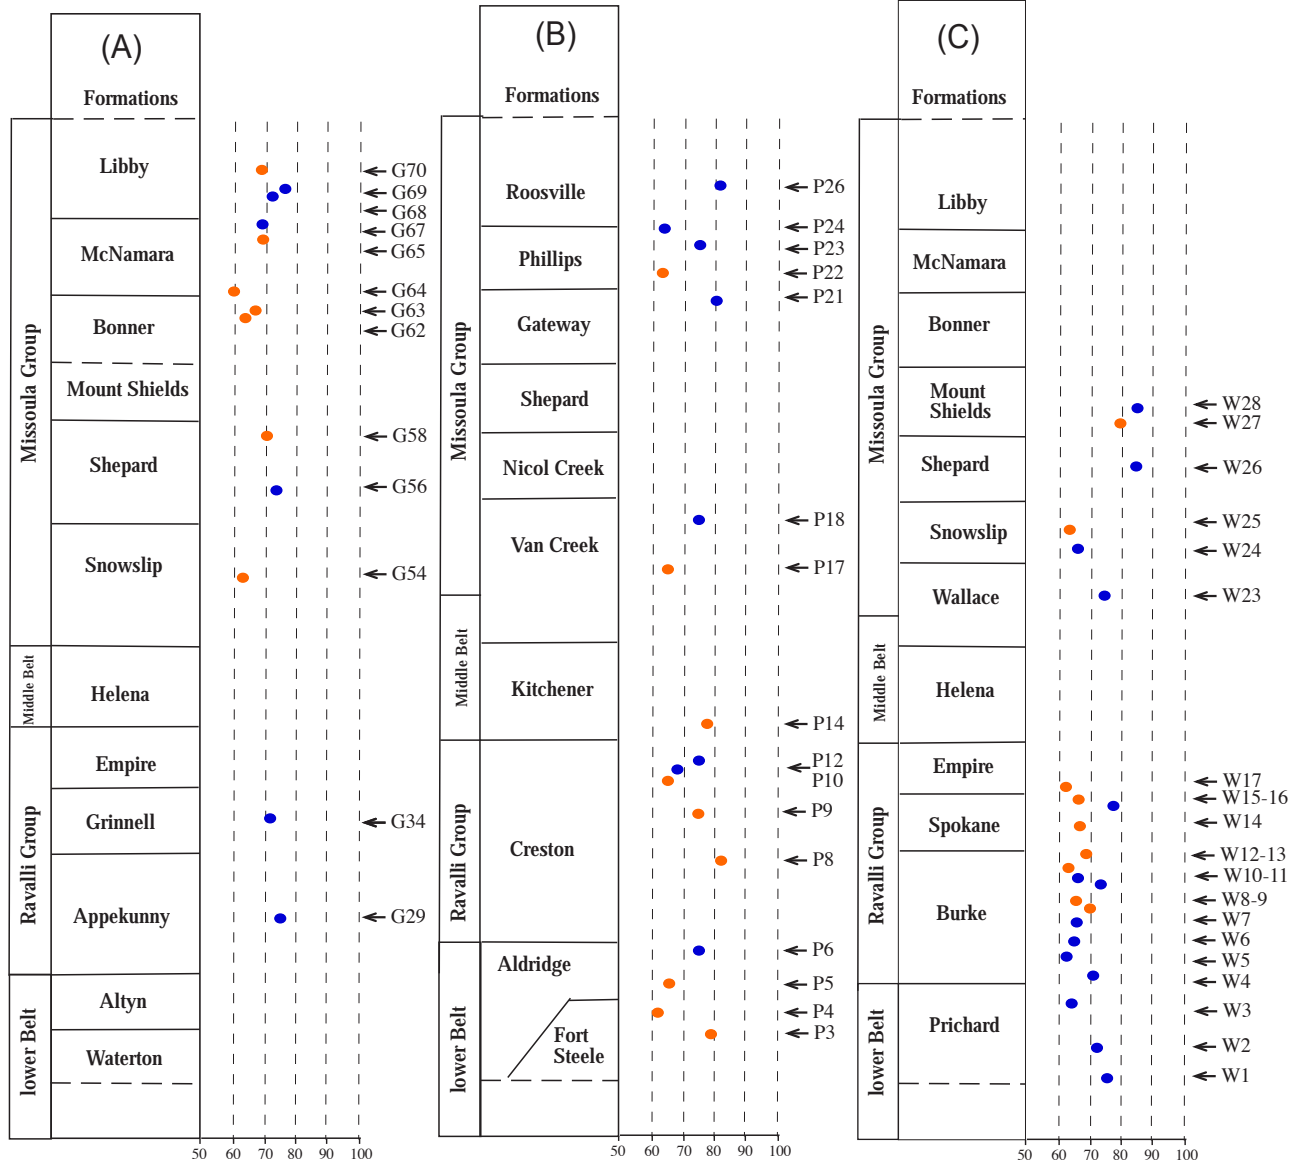 (A)
Formations
Missoula Group
Libby
McNamara
Bonner
Mount Shields
Shepard
Snowslip
Middle Belt
Helena
Ravalli Group
Empire
Grinnell
Appekunny
lower Belt
Altyn
Waterton
G70
G69
G68
G67
G65
G64
G63
G62
G58
G56
G54
G34
G29
50 60 70 80 90 100
(B)
Formations
Missoula Group
Roosville
Phillips
Gateway
Shepard
Nicol Creek
Van Creek
Middle Belt
Kitchener
Ravalli Group
Creston
lower Belt
Aldridge
Fort
Steele
P26
P24
P23
P22
P21
P18
P17
P14
P12
P10
P9
P8
P6
P5
P4
P3
50 60 70 80 90 100
(C)
Formations
Missoula Group
Libby
McNamara
Bonner
Mount
Shields
Shepard
Snowslip
Wallace
Middle Belt
Helena
Ravalli Group
Empire
Spokane
Burke
lower Belt
Prichard
W28
W27
W26
W25
W24
W23
W17
W15-16
W14
W12-13
W10-11
W8-9
W7
W6
W5
W4
W3
W2
W1
50 60 70 80 90 100